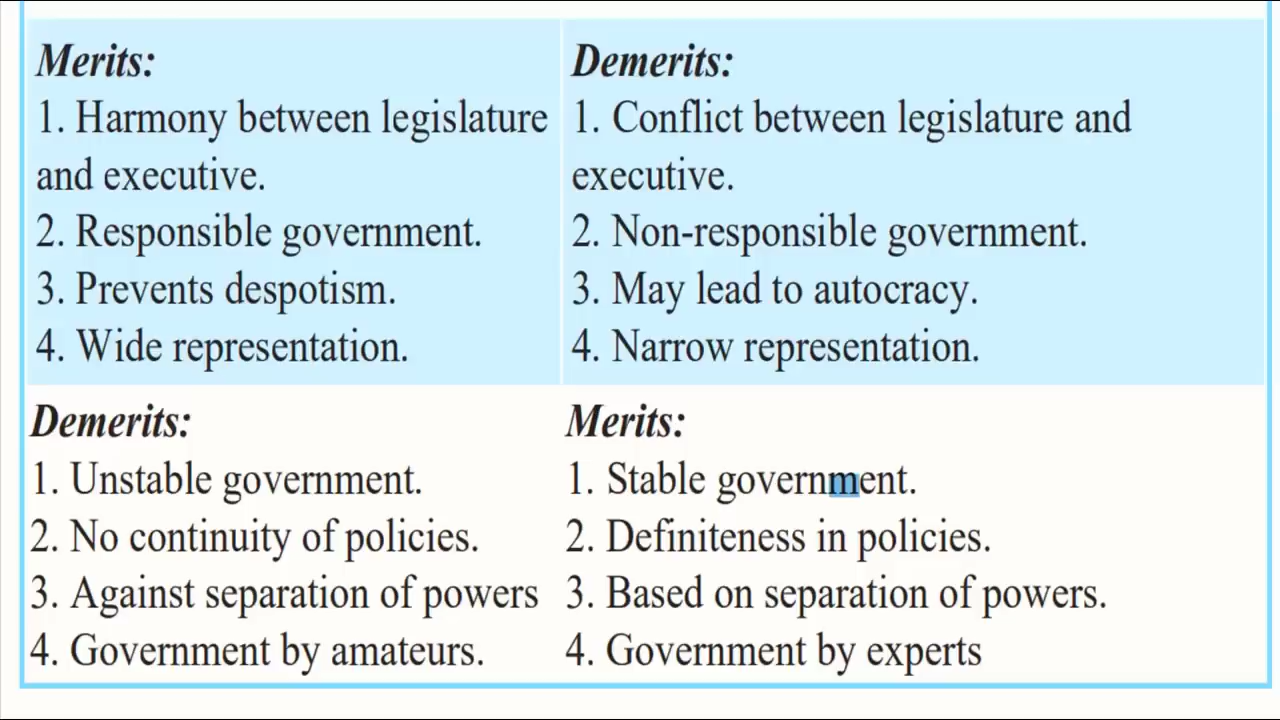 Merits:
1. Harmony between legislature
and executive.
2. Responsible government.
3. Prevents despotism.
4. Wide representation.
Demerits:
1. Conflict between legislature and
executive.
2. Non-responsible government.
3. May lead to autocracy.
4. Narrow representation.
Demerits:
1. Unstable government.
2. No continuity of policies.
3. Against separation of powers
4. Government by amateurs.
Merits:
1. Stable government.
2. Definiteness in policies.
3. Based on separation of powers.
4. Government by experts